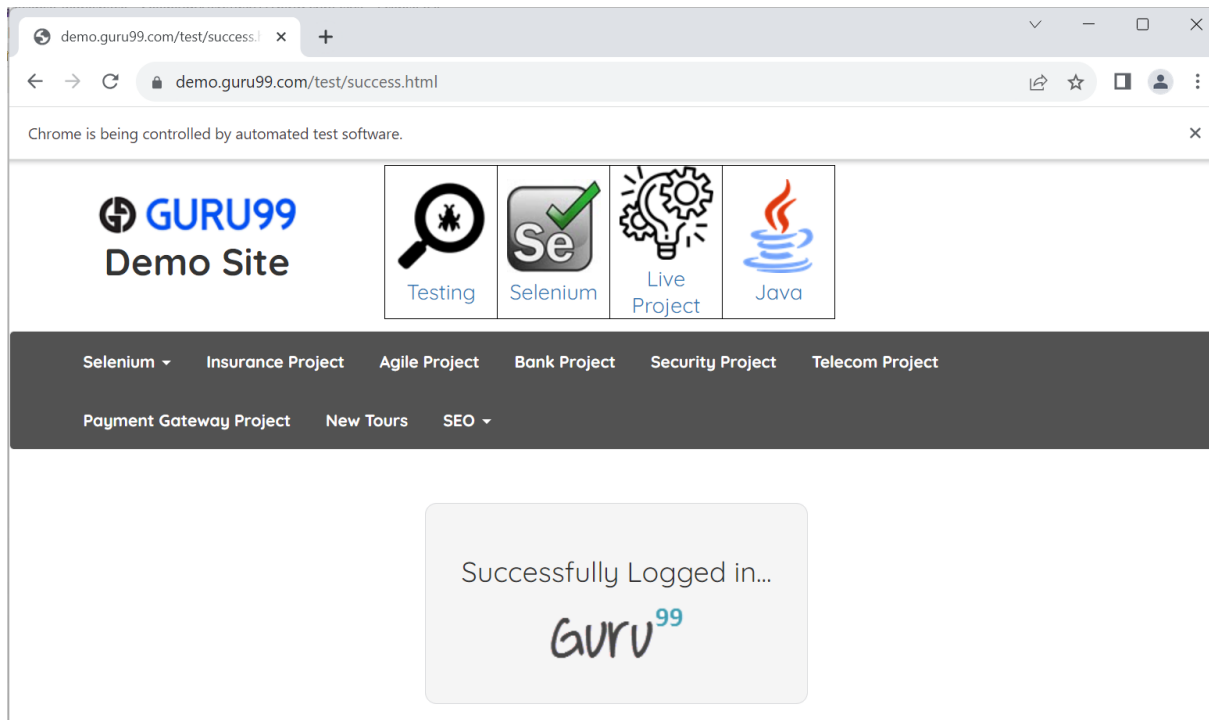 demo.guru99.com/test/success.h
demo.guru99.com/test/success.html
Chrome is being controlled by automated test software.
GURU99
Demo Site
Testing
Se
Selenium
Live
Project
Java
Selenium
Insurance Project
Agile Project
Bank Project
Security Project
Telecom Project
Payment Gateway Project
New Tours
SEO
Successfully Logged in...
Guru99